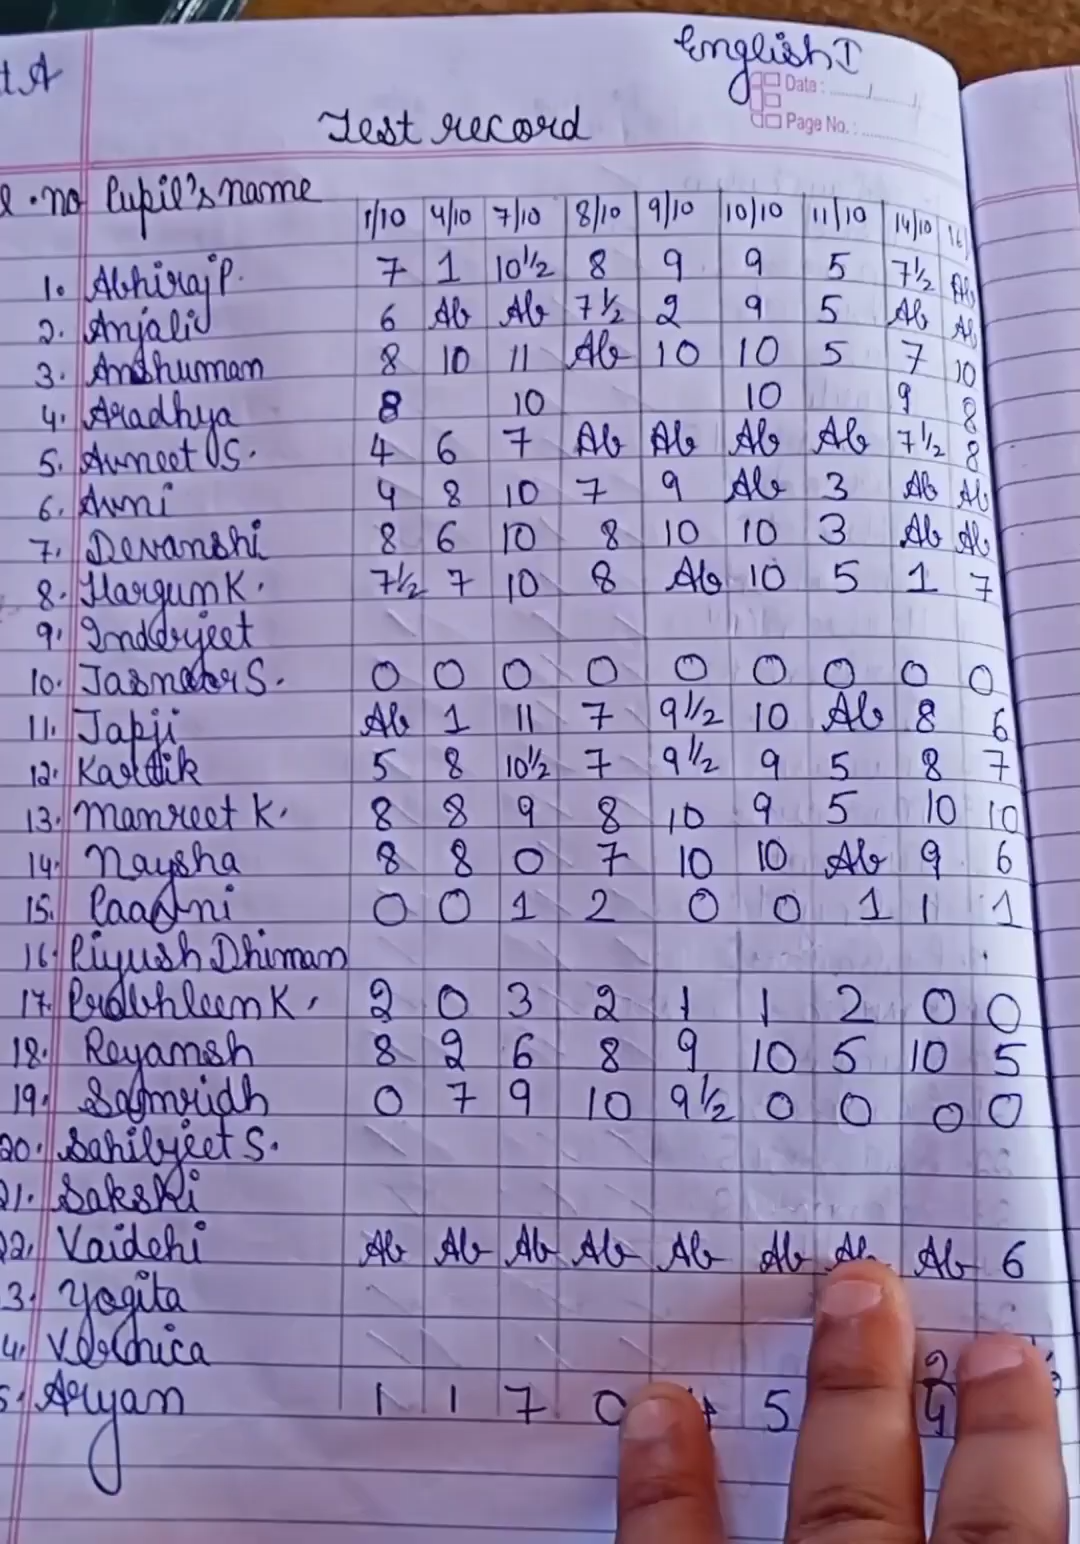 English I
t A
Date :
Page No. :
Test record
l. no Pupil's name 1/10 4/10 7/10 8/10 9/10 10/10 11/10 14/10 16/
1. Abhiraj P. 7 1 10½ 8 9 9 5 7½ Ab
2. Anjali 6 Ab Ab 7½ 2 9 5 Ab Ab
3. Anshuman 8 10 11 Ab 10 10 5 7 10
4. Aradhya 8 10 10 9 8
5. Avneet S. 4 6 7 Ab Ab Ab Ab 7½ 8
6. Avni 4 8 10 7 9 Ab 3 Ab Ab
7. Devanshi 8 6 10 8 10 10 3 Ab Ab
8. Hargun K. 7½ 7 10 8 Ab 10 5 1 7
9. Inderjeet
10. S. 0 0 0 0 0 0 0 0 0
11. Japji Ab 1 11 7 9½ 10 Ab 8 6
12. Kartik 5 8 10½ 7 9½ 9 5 8 7
13. Manreet K. 8 8 9 8 10 9 5 10 10
14. Naysha 8 8 0 7 10 10 Ab 9 6
15. 0 0 1 2 0 0 1 1 1
16. Piyush Dhiman
17. Prabhleen K. 2 0 3 2 1 1 2 0 0
18. Reyansh 8 2 6 8 9 10 5 10 5
19. Samridh 0 7 9 10 9½ 0 0 0 0
20. Sahiljeet S.
21. Sakshi
22. Vaidehi Ab Ab Ab Ab Ab Ab Ab Ab 6
3. Yogita
4. Veronica 2
5. Aryan 1 1 7 0 5 9